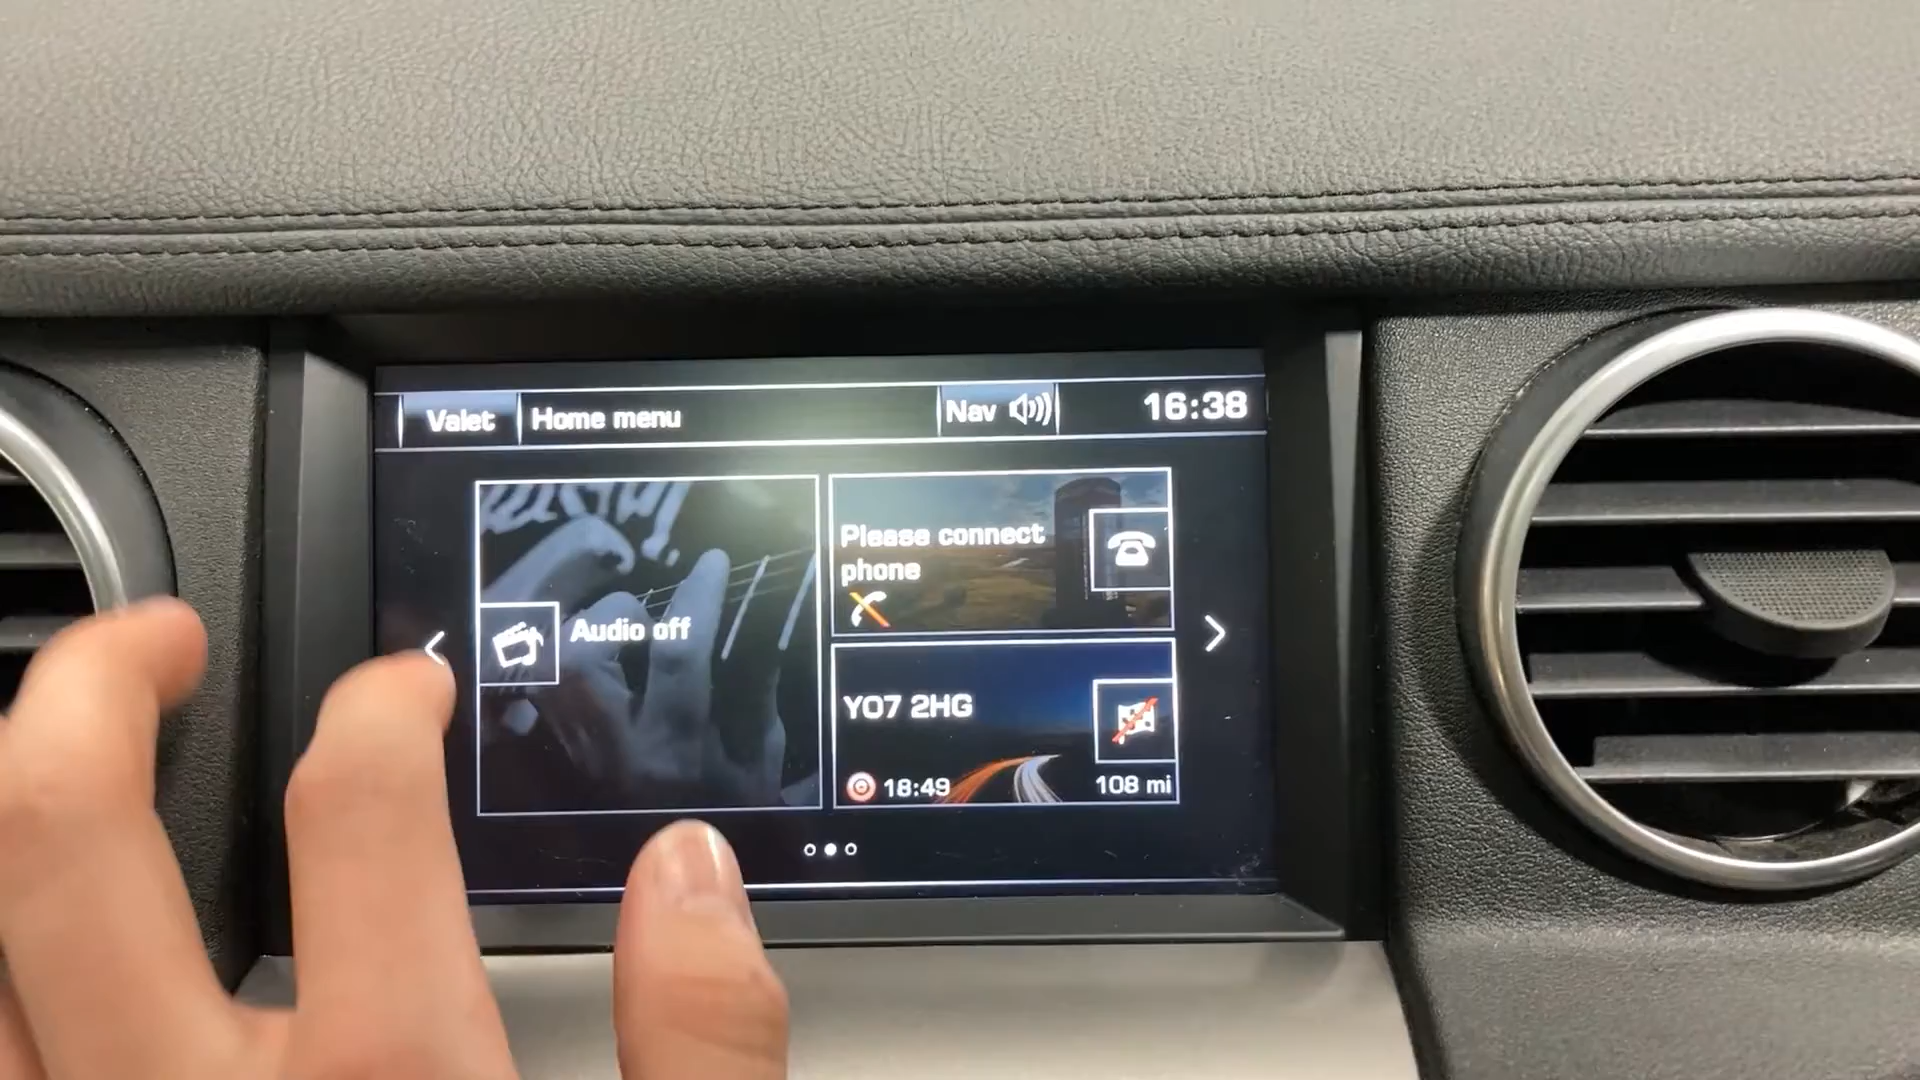 Valet
Home menu
Nav
16:38
Please connect
phone
Audio off
YO7 2HG
18:49
108 mi